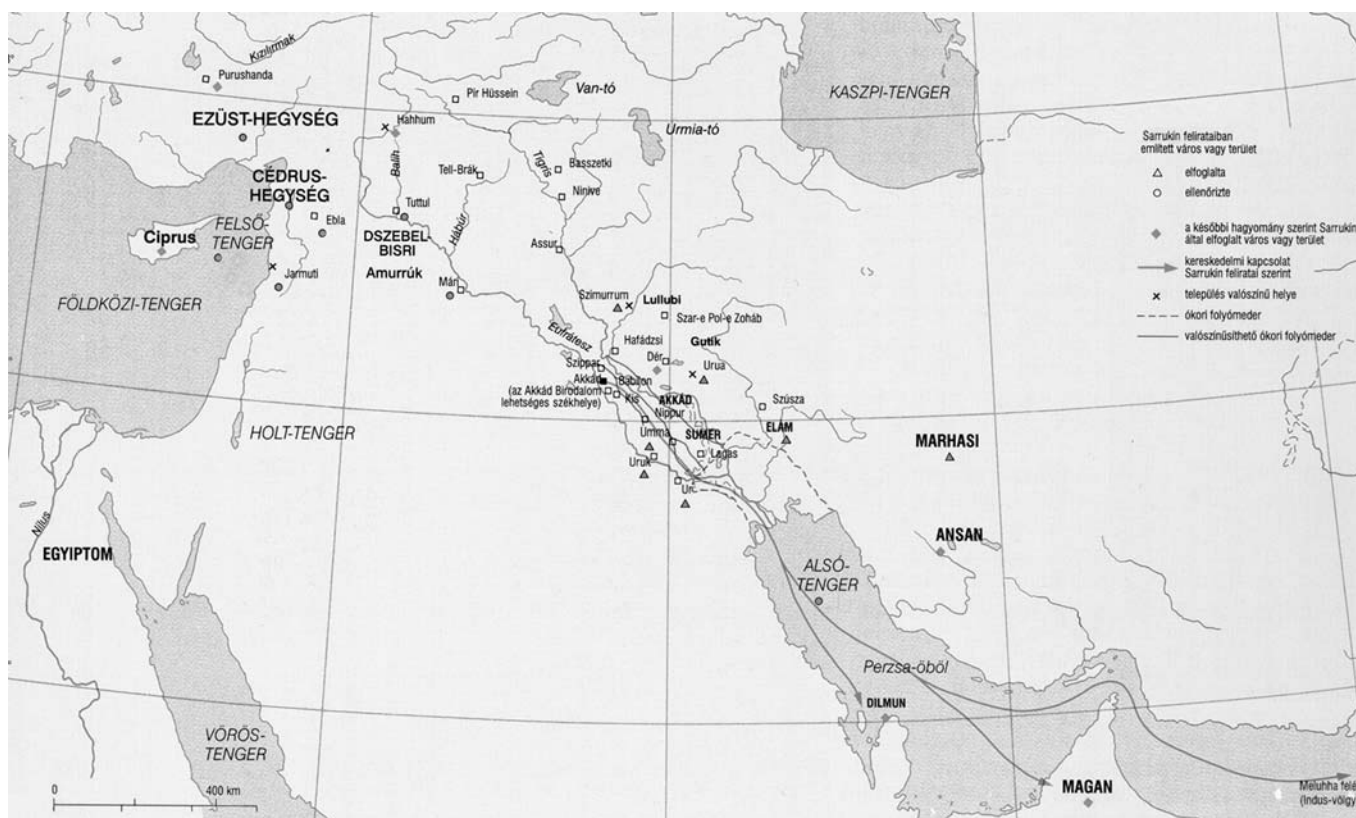 Kızılırmak
Purushanda
Pir Hüssein
Van-tó
KASZPI-TENGER
EZÜST-HEGYSÉG
Hahhum
Urmia-tó
Sarrukín felirataiban
említett város vagy terület
elfoglalta
ellenőrizte
a későbbi hagyomány szerint Sarrukín
által elfoglalt város vagy terület
kereskedelmi kapcsolat
Sarrukín feliratai szerint
település valószínű helye
ókori folyómeder
valószínűsíthető ókori folyómeder
Balih
Tigris
Basszetki
Tell-Brák
Ninive
CÉDRUS-
HEGYSÉG
Tuttul
Hábúr
Ciprus
FELSŐ-
TENGER
Ebla
DSZEBEL-
BISRI
Assur
Amurrúk
Jarmuti
Mári
FÖLDKÖZI-TENGER
Szimurrum
Lullubi
Szar-e Pol-e Zoháb
Eufrátesz
Hafádzsi
Gutik
Dér
Urua
Szippar
Akkád
(az Akkád Birodalom
lehetséges székhelye)
Babilon
Kis
AKKÁD
Nippur
Szúsza
HOLT-TENGER
Umma
SUMER
ELÁM
MARHASI
Lagas
Uruk
Ur
Nílus
EGYIPTOM
ANSAN
ALSÓ-
TENGER
Perzsa-öböl
DILMUN
VÖRÖS-
TENGER
MAGAN
Meluhha felé
(Indus-völgy
0 400 km